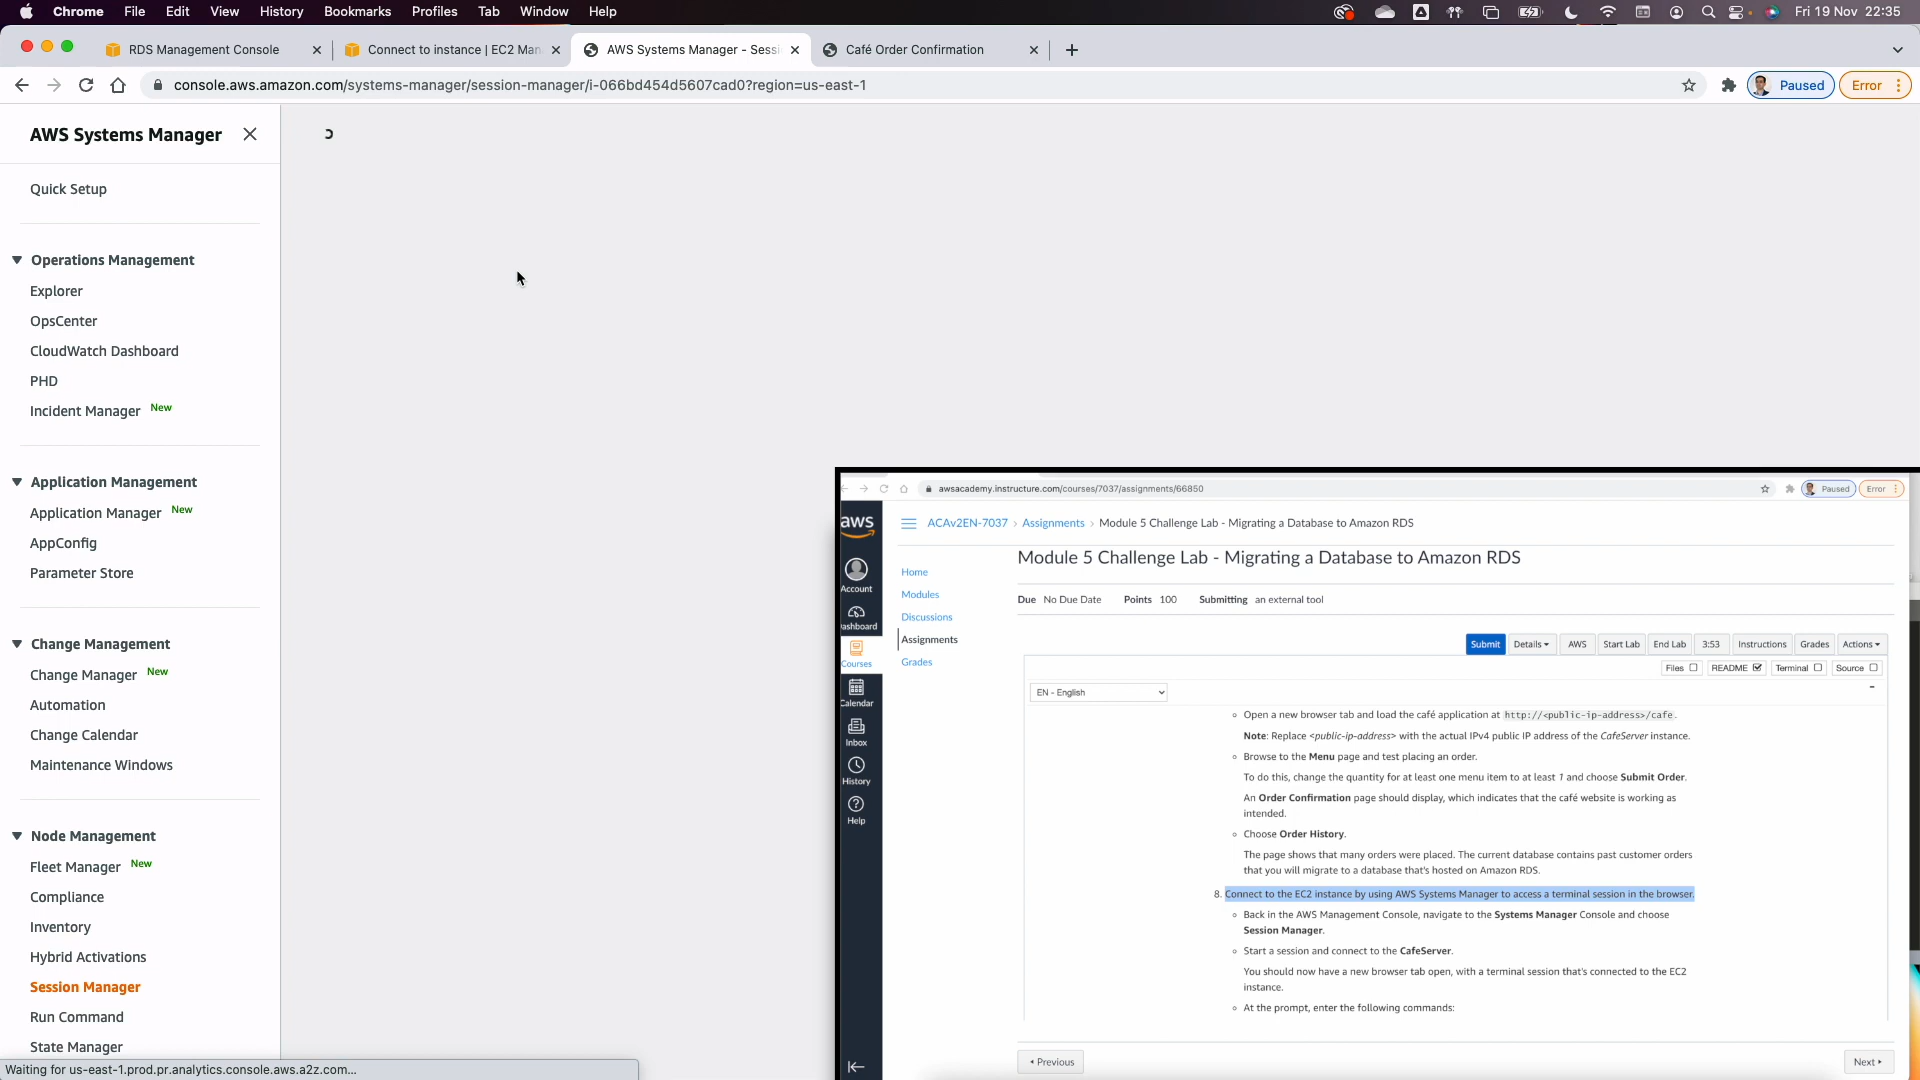 Chrome File Edit View History Bookmarks Profiles Tab Window Help Fri 19 Nov 22:35
RDS Management Console
Connect to instance | EC2 Man
AWS Systems Manager - Sessi
Café Order Confirmation
console.aws.amazon.com/systems-manager/session-manager/i-066bd454d5607cad0?region=us-east-1
Paused
Error
AWS Systems Manager
Quick Setup
Operations Management
Explorer
OpsCenter
CloudWatch Dashboard
PHD
Incident Manager New
Application Management
Application Manager New
AppConfig
Parameter Store
Change Management
Change Manager New
Automation
Change Calendar
Maintenance Windows
Node Management
Fleet Manager New
Compliance
Inventory
Hybrid Activations
Session Manager
Run Command
State Manager
Waiting for us-east-1.prod.pr.analytics.console.aws.a2z.com...
awsacademy.instructure.com/courses/7037/assignments/66850
Paused
Error
aws
Account
ashboard
Courses
Calendar
Inbox
History
Help
ACAv2EN-7037 › Assignments › Module 5 Challenge Lab - Migrating a Database to Amazon RDS
Home
Modules
Discussions
Assignments
Grades
Module 5 Challenge Lab - Migrating a Database to Amazon RDS
Due No Due Date Points 100 Submitting an external tool
Submit Details AWS Start Lab End Lab 3:53 Instructions Grades Actions
Files README Terminal Source
EN - English
Open a new browser tab and load the café application at http://<public-ip-address>/cafe.
Note: Replace <public-ip-address> with the actual IPv4 public IP address of the CafeServer instance.
Browse to the Menu page and test placing an order.
To do this, change the quantity for at least one menu item to at least 1 and choose Submit Order.
An Order Confirmation page should display, which indicates that the café website is working as
intended.
Choose Order History.
The page shows that many orders were placed. The current database contains past customer orders
that you will migrate to a database that's hosted on Amazon RDS.
8. Connect to the EC2 instance by using AWS Systems Manager to access a terminal session in the browser.
Back in the AWS Management Console, navigate to the Systems Manager Console and choose
Session Manager.
Start a session and connect to the CafeServer.
You should now have a new browser tab open, with a terminal session that's connected to the EC2
instance.
At the prompt, enter the following commands:
Previous
Next